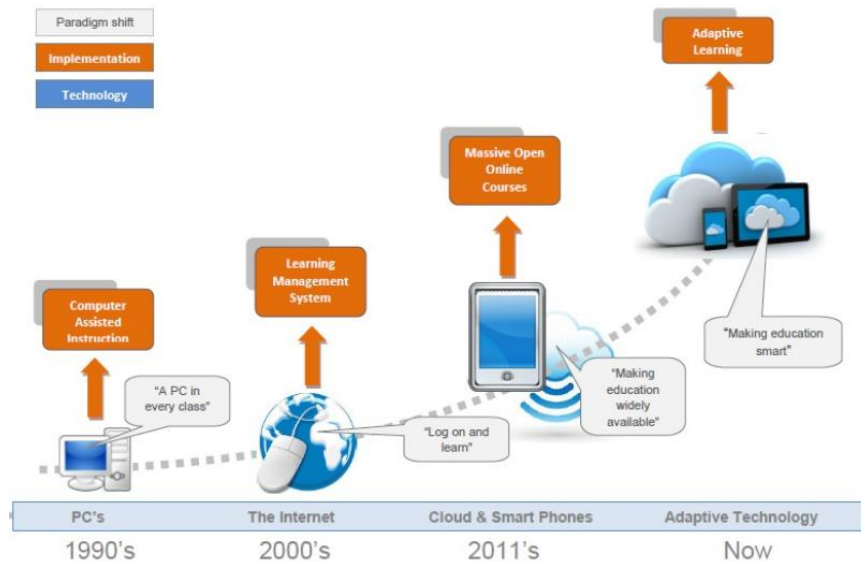 Paradigm shift
Implementation
Technology
Adaptive
Learning
Massive Open
Online
Courses
Learning
Management
System
Computer
Assisted
Instruction
"A PC in
every class"
"Log on and
learn"
"Making
education
widely
available"
"Making education
smart"
PC's
The Internet
Cloud & Smart Phones
Adaptive Technology
1990's
2000's
2011's
Now